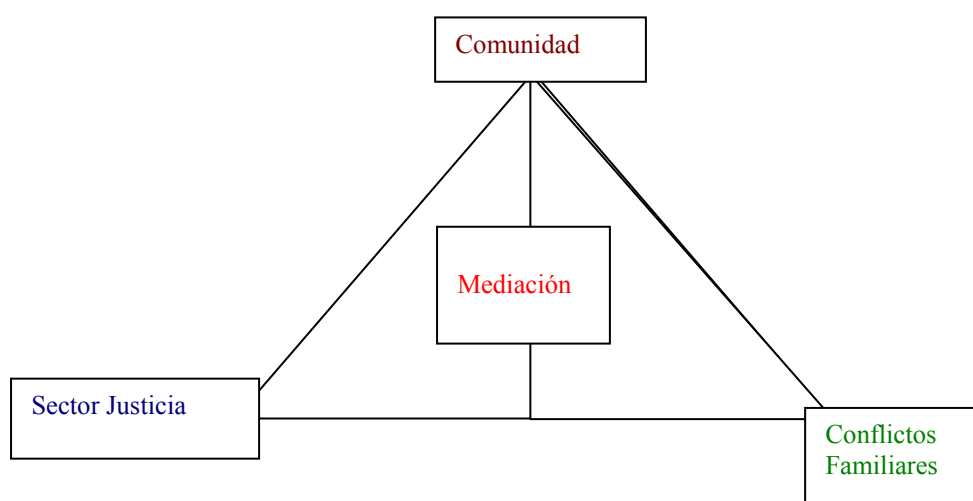 Comunidad
Mediación
Sector Justicia
Conflictos
Familiares